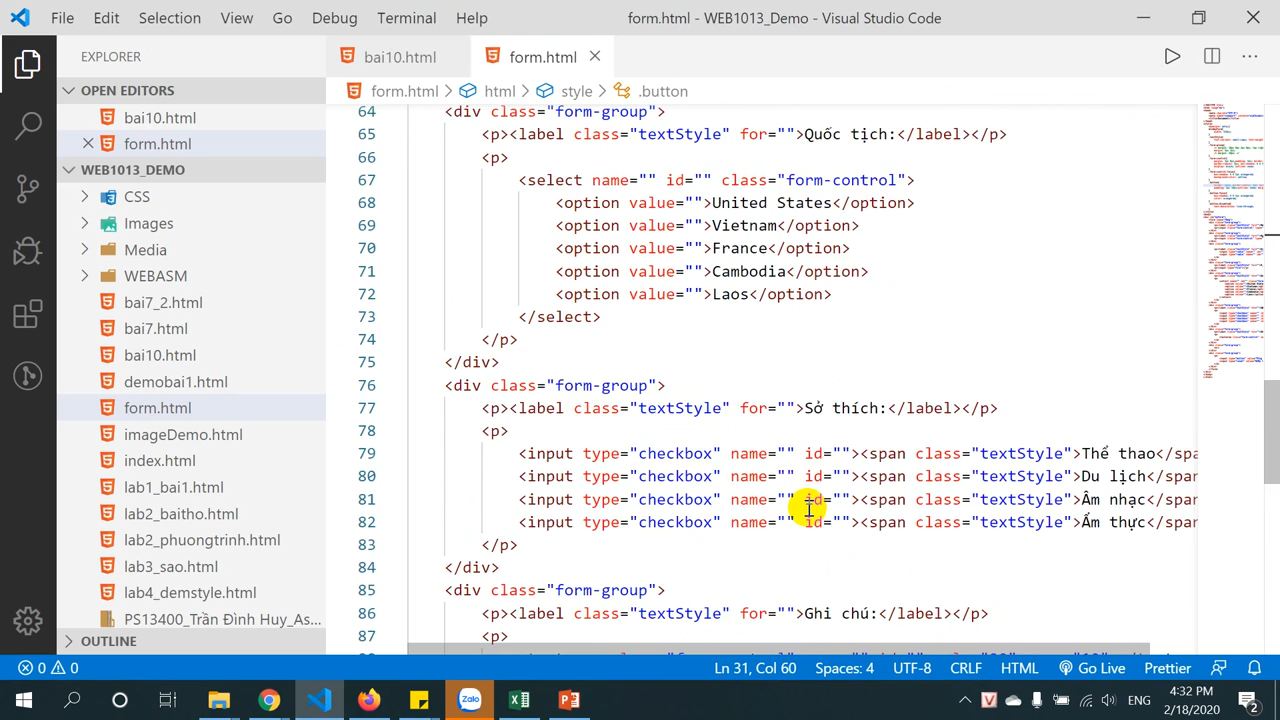 File Edit Selection View Go Debug Terminal Help form.html - WEB1013_Demo - Visual Studio Code
EXPLORER
OPEN EDITORS
bai10.html
form.html
WEB1013_DEMO
CSS
Images
Media
WEBASM
bai7_2.html
bai7.html
bai10.html
demobai1.html
form.html
imageDemo.html
index.html
lab1_bai1.html
lab2_baitho.html
lab2_phuongtrinh.html
lab3_sao.html
lab4_demstyle.html
PS13400_Trần Đình Huy_As...
OUTLINE
bai10.html form.html
form.html > html > style > .button
64 <div class="form-group">
65 <p><label class="textStyle" for="">Quốc tịch:</label></p>
66 <p>
67 <select name="" id="" class="form-control">
68 <option value="">United States</option>
69 <option value="">Vietnam</option>
70 <option value="">France</option>
71 <option value="">Cambodia</option>
72 <option value="">Laos</option>
73 </select>
74 </p>
75 </div>
76 <div class="form-group">
77 <p><label class="textStyle" for="">Sở thích:</label></p>
78 <p>
79 <input type="checkbox" name="" id=""><span class="textStyle">Thể thao</span
80 <input type="checkbox" name="" id=""><span class="textStyle">Du lịch</span
81 <input type="checkbox" name="" id=""><span class="textStyle">Âm nhạc</span
82 <input type="checkbox" name="" id=""><span class="textStyle">Ẩm thực</span
83 </p>
84 </div>
85 <div class="form-group">
86 <p><label class="textStyle" for="">Ghi chú:</label></p>
87 <p>
0 0 Ln 31, Col 60 Spaces: 4 UTF-8 CRLF HTML Go Live Prettier
Zalo ENG 4:32 PM
2/18/2020 2